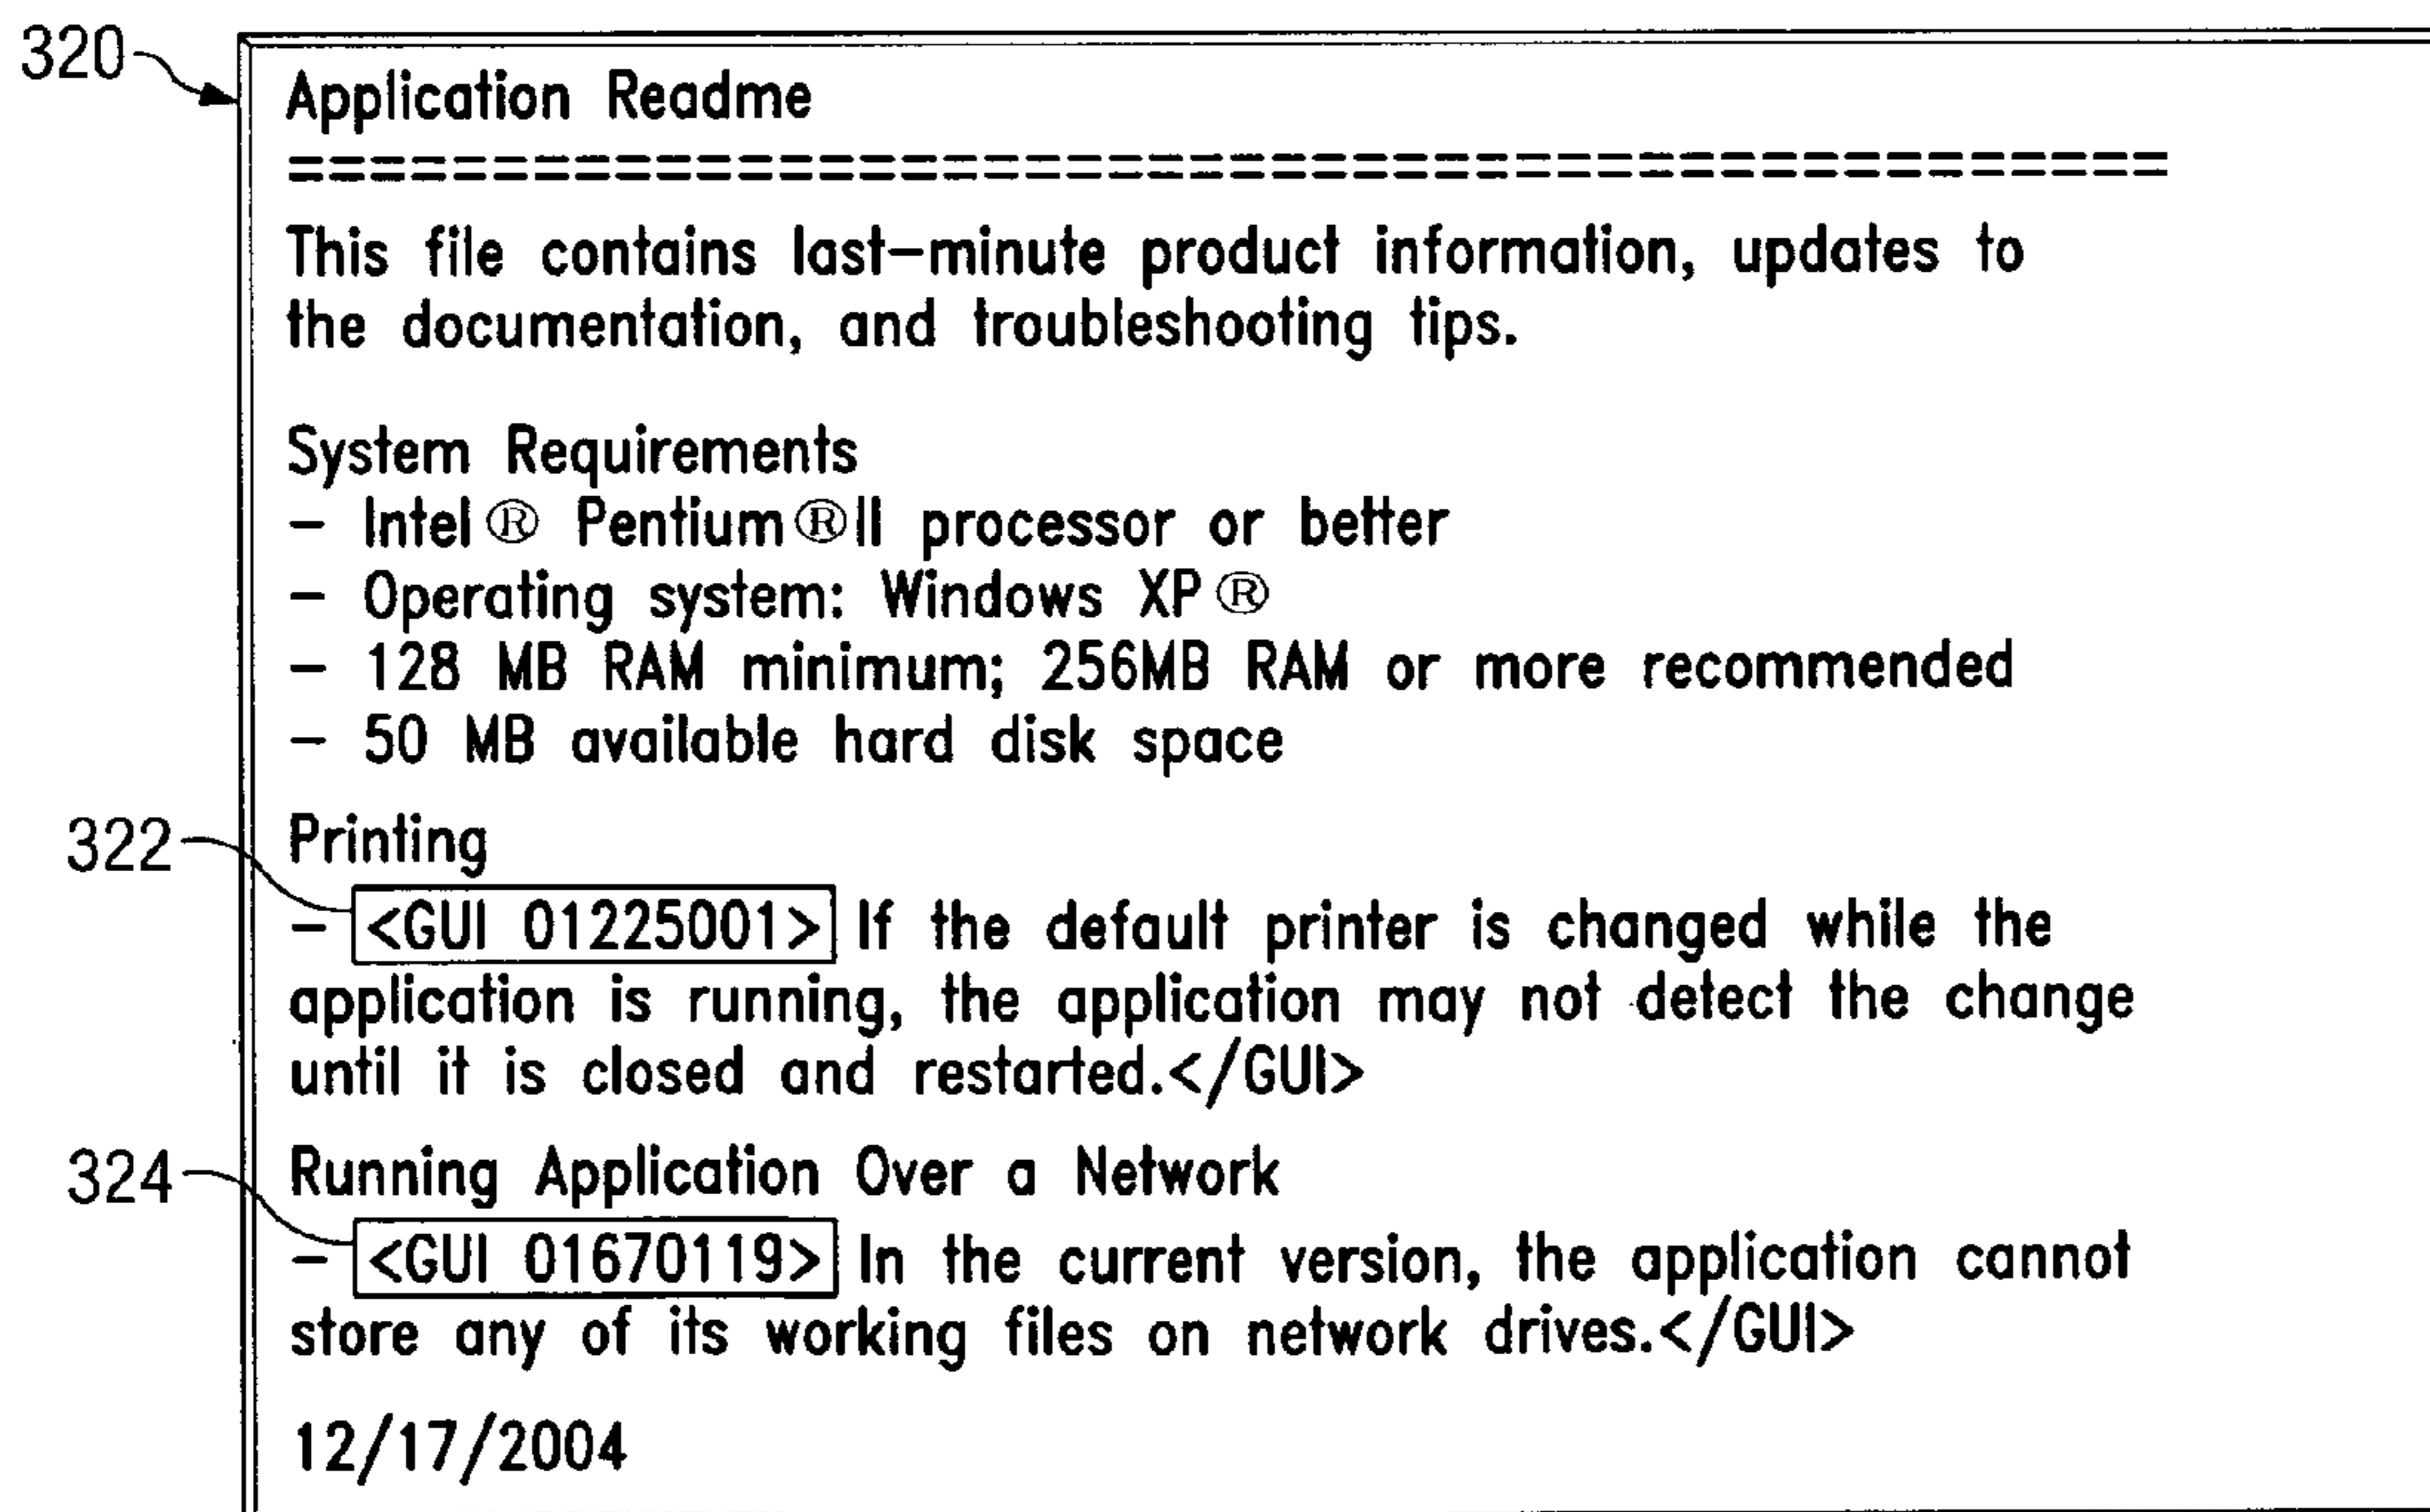 320
Application Readme
==============================================
This file contains last-minute product information, updates to
the documentation, and troubleshooting tips.
System Requirements
- Intel® Pentium®II processor or better
- Operating system: Windows XP®
- 128 MB RAM minimum; 256MB RAM or more recommended
- 50 MB available hard disk space
322
Printing
- <GUI 01225001> If the default printer is changed while the
application is running, the application may not detect the change
until it is closed and restarted.</GUI>
324
Running Application Over a Network
- <GUI 01670119> In the current version, the application cannot
store any of its working files on network drives.</GUI>
12/17/2004